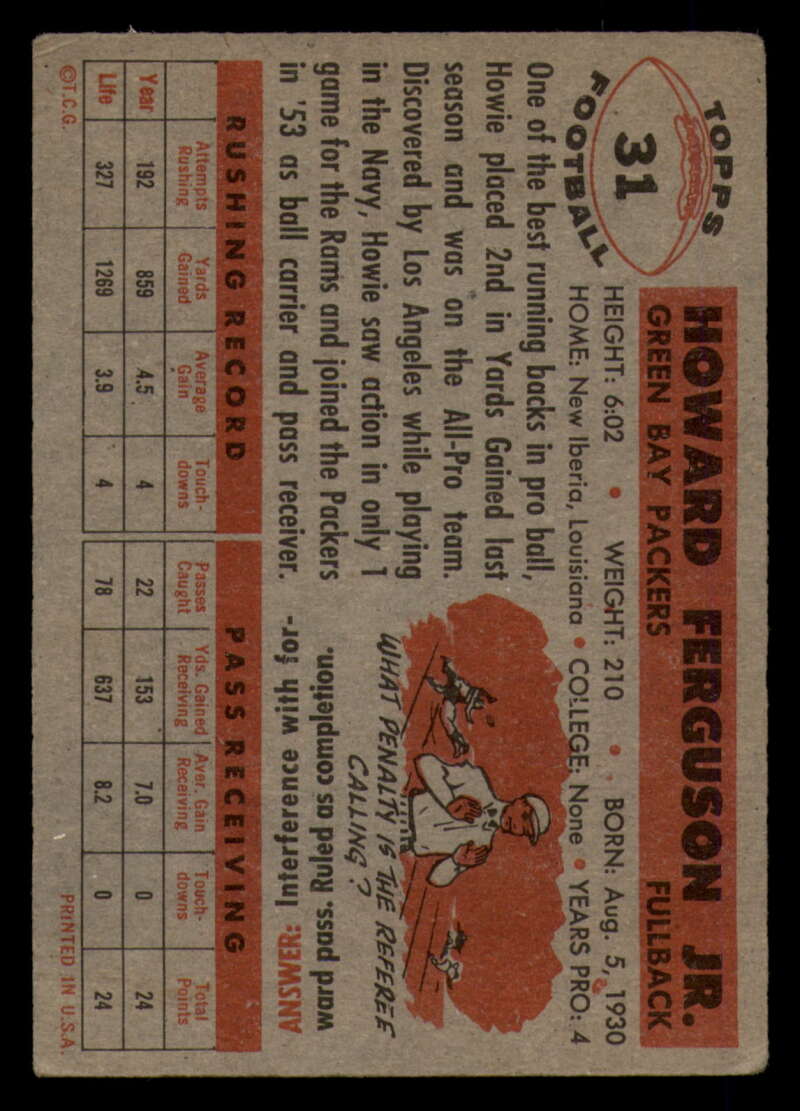 TOPPS
31
FOOTBALL
HOWARD FERGUSON JR.
GREEN BAY PACKERS FULLBACK
HEIGHT: 6:02 • WEIGHT: 210 • BORN: Aug. 5, 1930
HOME: New Iberia, Louisiana • COLLEGE: None • YEARS PRO: 4
One of the best running backs in pro ball,
Howie placed 2nd in Yards Gained last
season and was on the All-Pro team.
Discovered by Los Angeles while playing
in the Navy, Howie saw action in only 1
game for the Rams and joined the Packers
in '53 as ball carrier and pass receiver.
WHAT PENALTY IS THE REFEREE
CALLING?
ANSWER: Interference with for-
ward pass. Ruled as completion.
RUSHING RECORD PASS RECEIVING
Year Attempts Rushing Yards Gained Average Gain Touch-downs Passes Caught Yds. Gained Receiving Aver. Gain Receiving Touch-downs Total Points
Year 192 859 4.5 4 22 153 7.0 0 24
Life 327 1269 3.9 4 78 637 8.2 0 24
©T.C.G. PRINTED IN U.S.A.